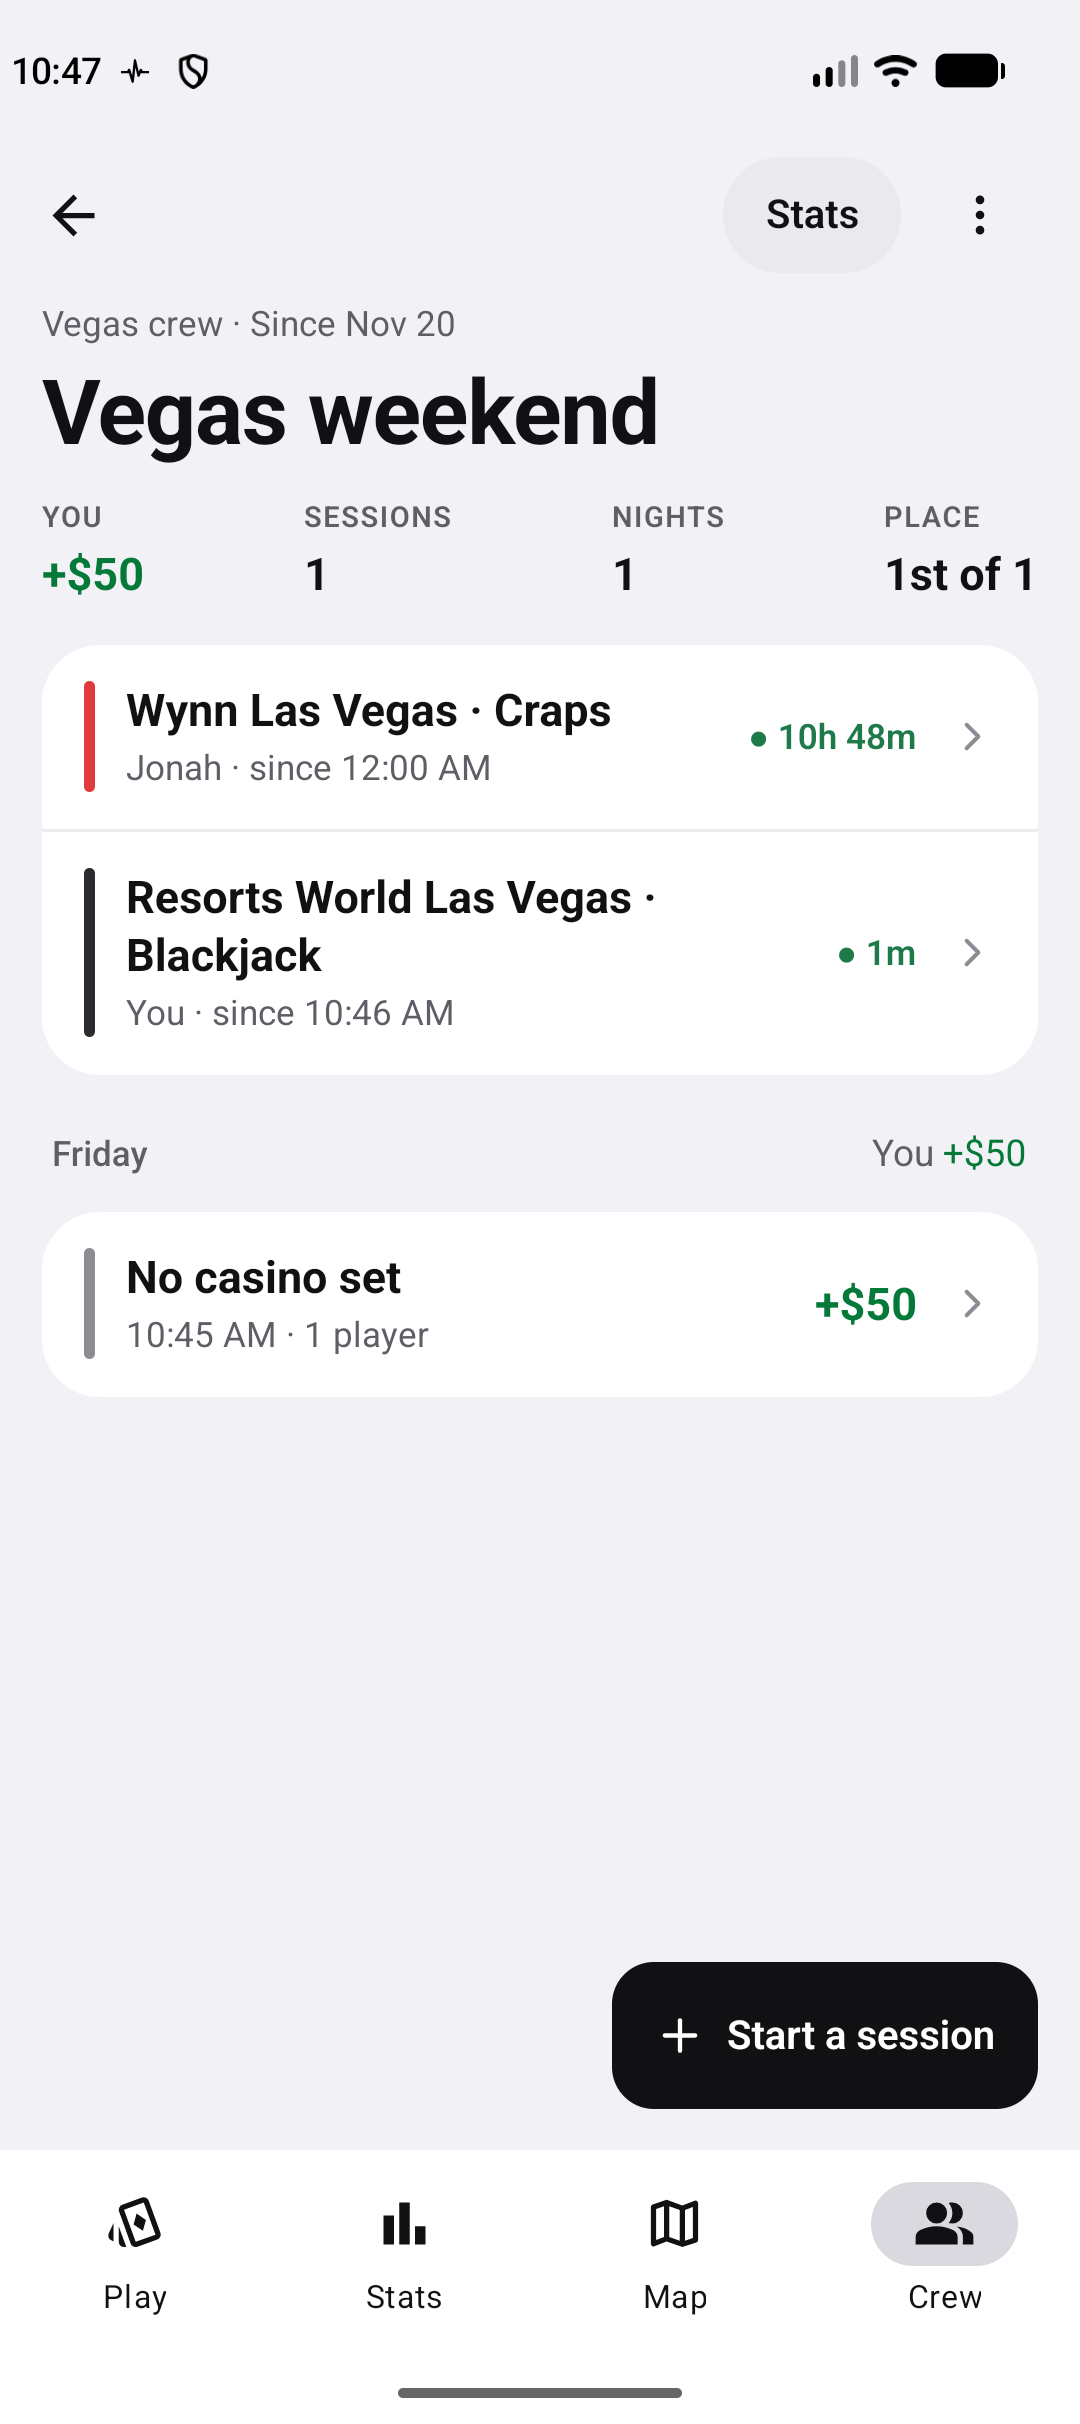 10:47
Stats
Vegas crew · Since Nov 20
Vegas weekend
YOU SESSIONS NIGHTS PLACE
+$50 1 1 1st of 1
Wynn Las Vegas · Craps
Jonah · since 12:00 AM
10h 48m
Resorts World Las Vegas ·
Blackjack
You · since 10:46 AM
1m
Friday You +$50
No casino set
10:45 AM · 1 player
+$50
Start a session
Play Stats Map Crew